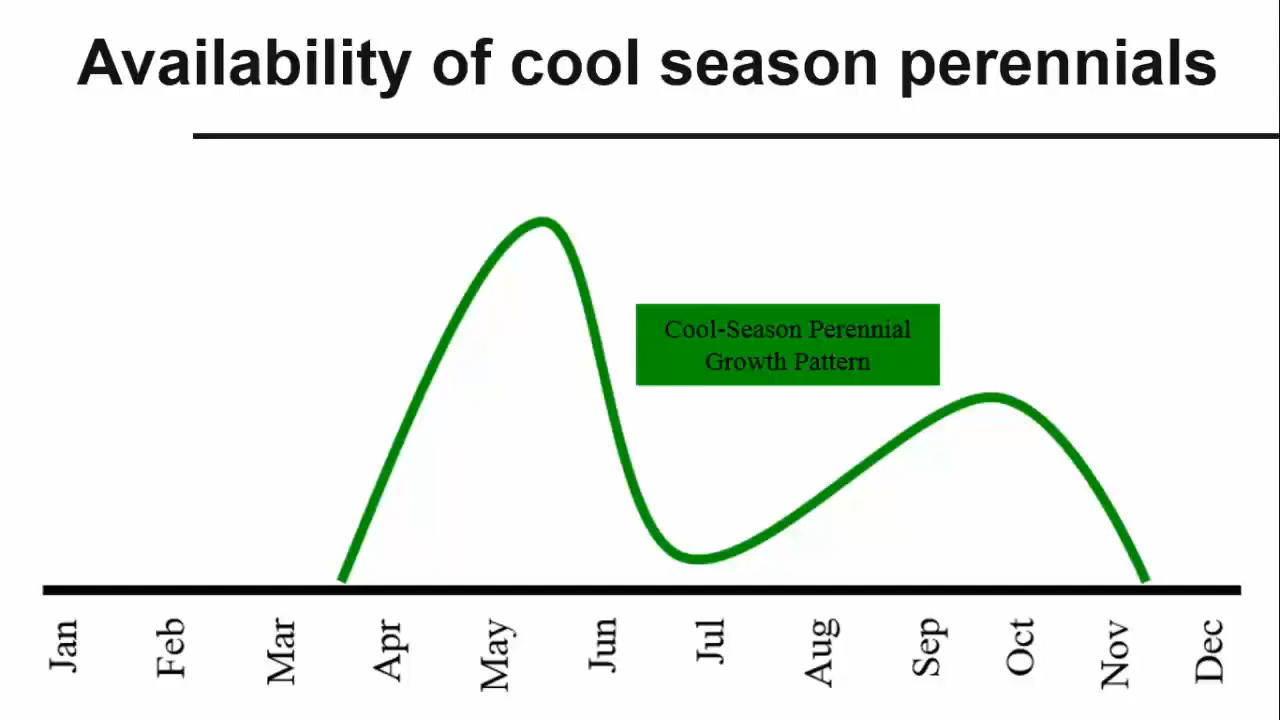 Availability of cool season perennials
Cool-Season Perennial
Growth Pattern
Jan
Feb
Mar
Apr
May
Jun
Jul
Aug
Sep
Oct
Nov
Dec